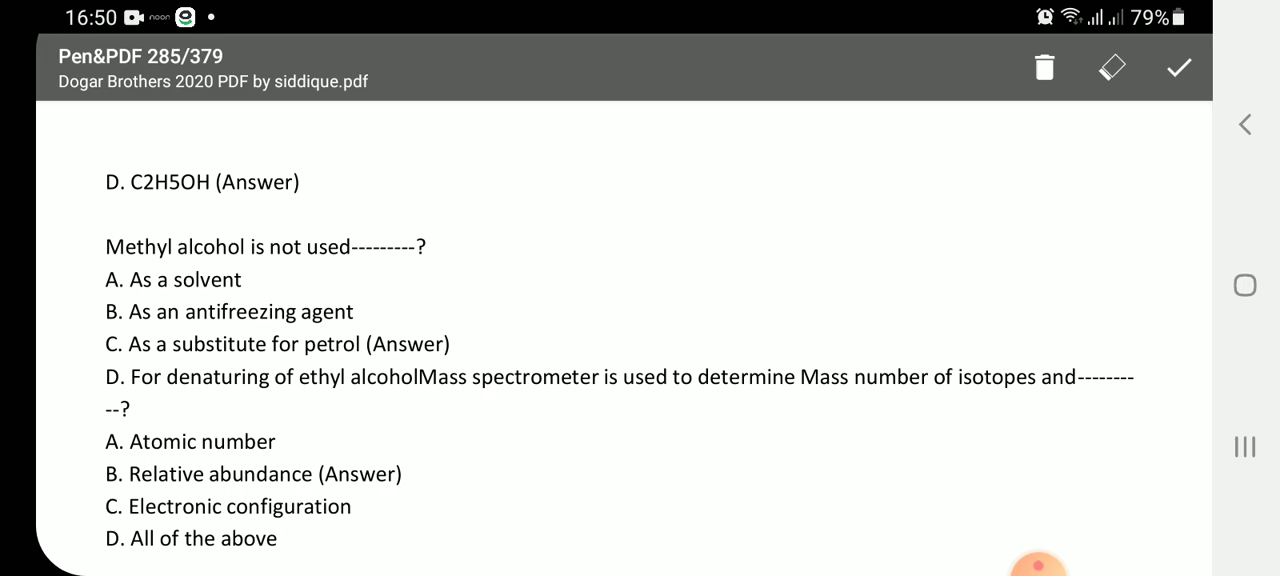 16:50 noon 79%
Pen&PDF 285/379
Dogar Brothers 2020 PDF by siddique.pdf
D. C2H5OH (Answer)
Methyl alcohol is not used---------?
A. As a solvent
B. As an antifreezing agent
C. As a substitute for petrol (Answer)
D. For denaturing of ethyl alcoholMass spectrometer is used to determine Mass number of isotopes and--------
--?
A. Atomic number
B. Relative abundance (Answer)
C. Electronic configuration
D. All of the above